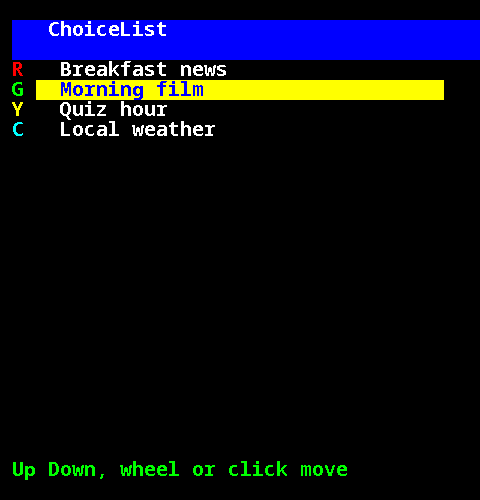 ChoiceList
R Breakfast news
G Morning film
Y Quiz hour
C Local weather
Up Down, wheel or click move